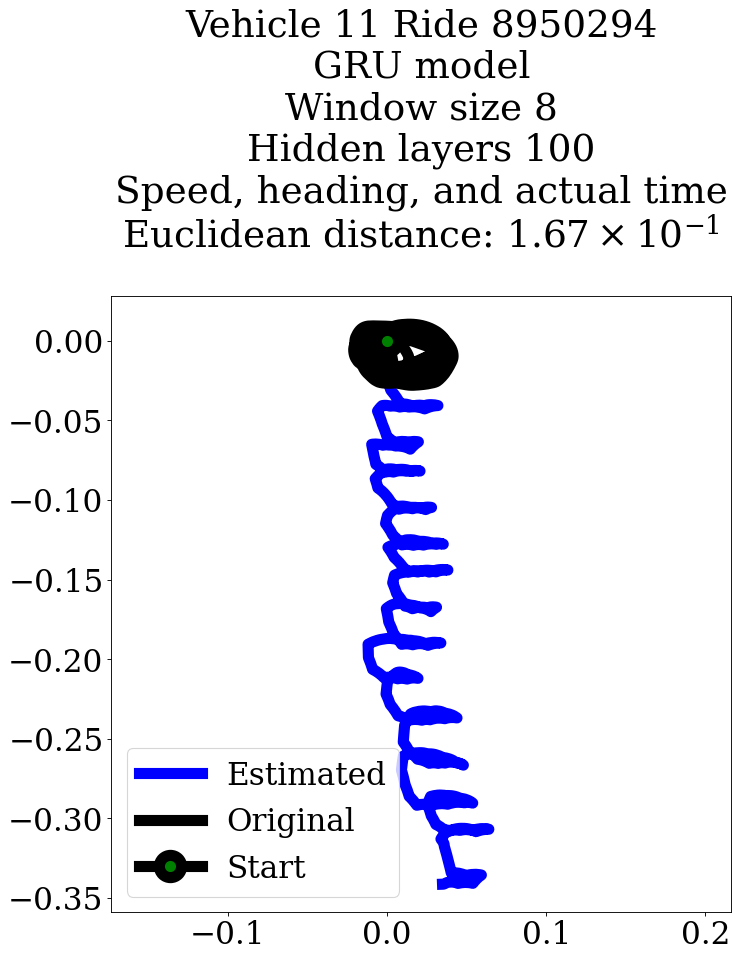 Vehicle 11 Ride 8950294
GRU model
Window size 8
Hidden layers 100
Speed, heading, and actual time
Euclidean distance: 1.67 × 10⁻¹
0.00
−0.05
−0.10
−0.15
−0.20
−0.25
−0.30
−0.35
Estimated
Original
Start
−0.1 0.0 0.1 0.2